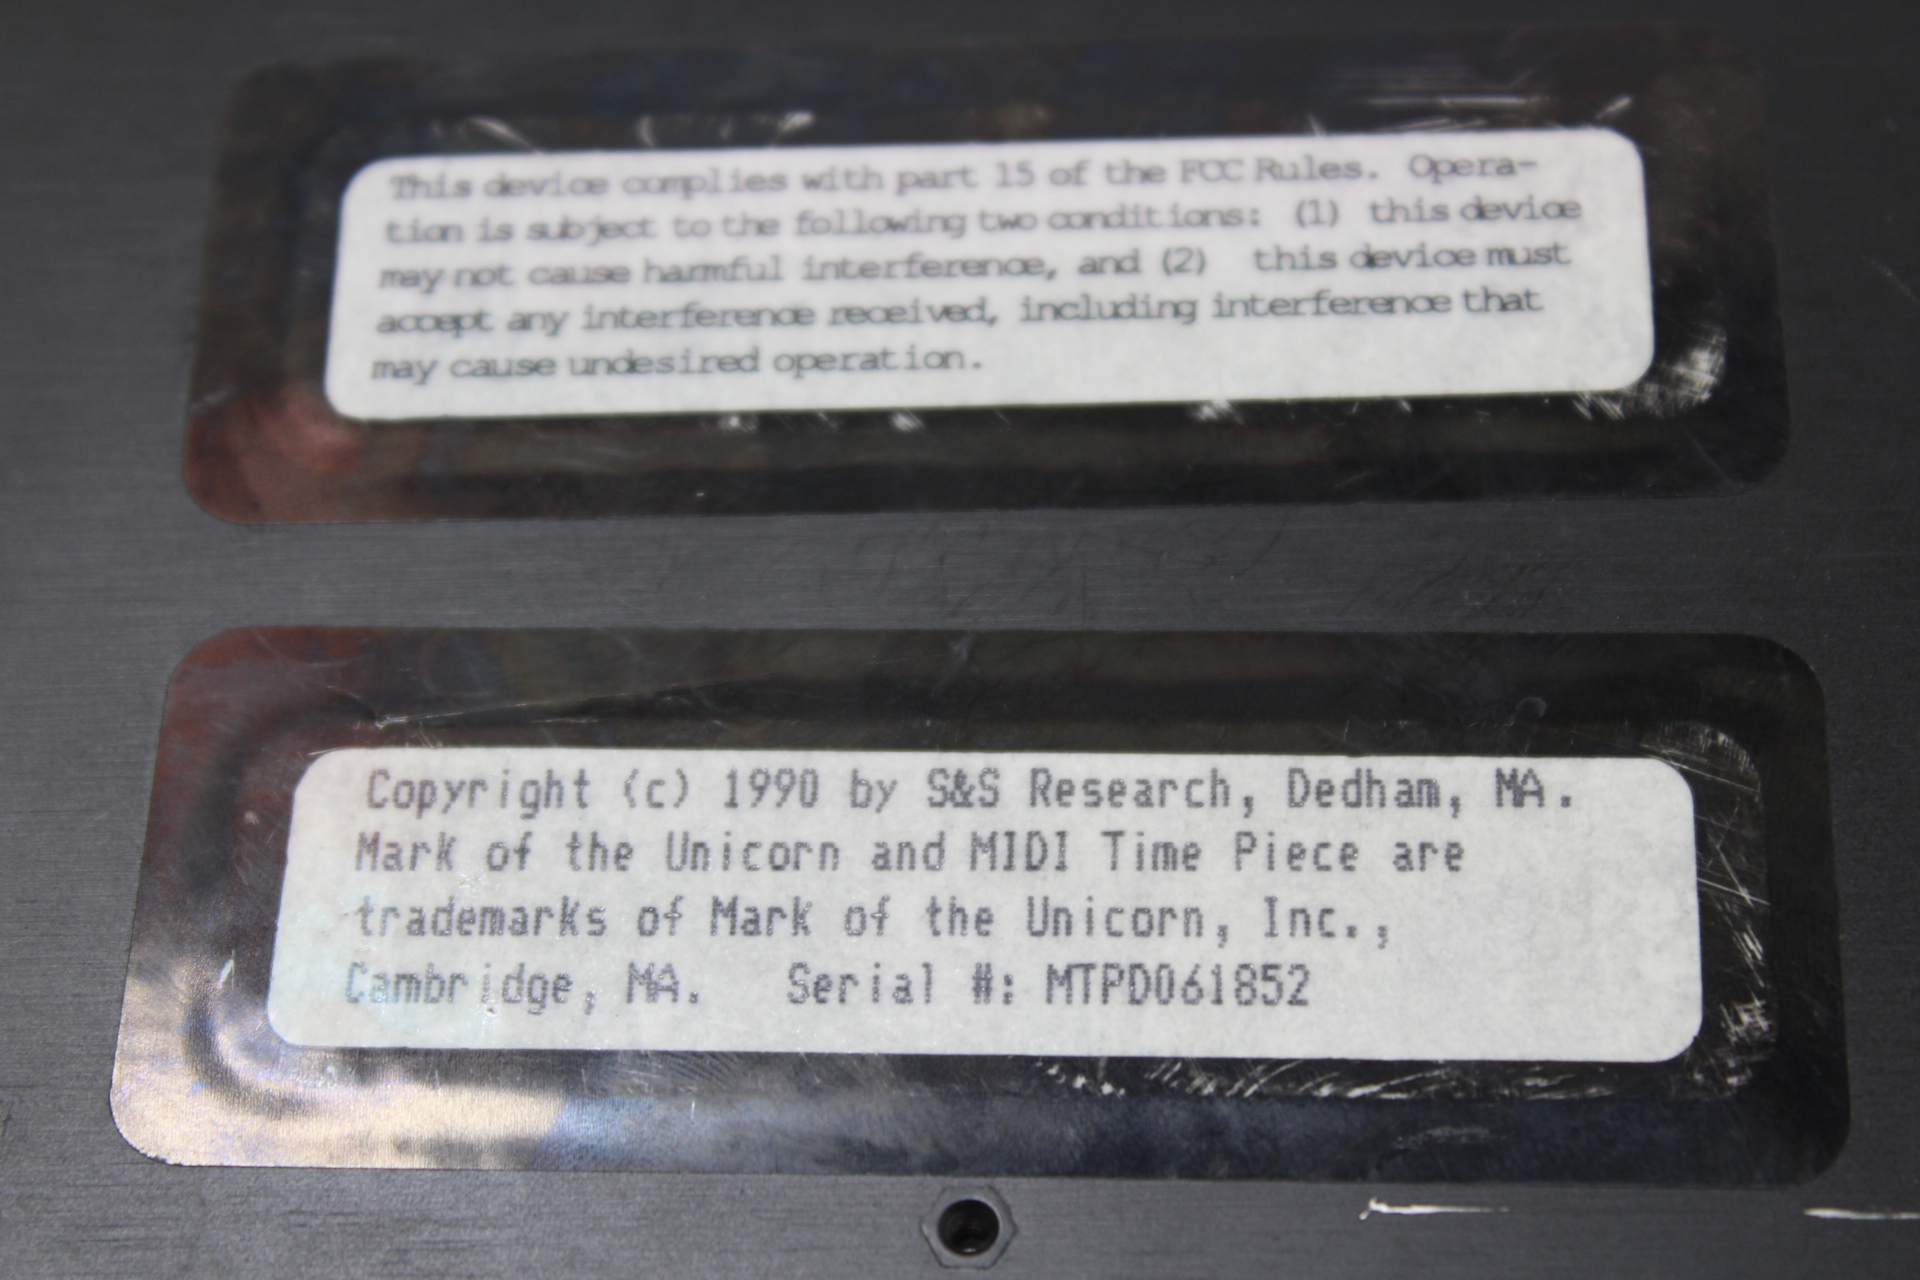 This device complies with part 15 of the FCC Rules. Opera-
tion is subject to the following two conditions: (1) this device
may not cause harmful interference, and (2) this device must
accept any interference received, including interference that
may cause undesired operation.
Copyright (c) 1990 by S&S Research, Dedham, MA.
Mark of the Unicorn and MIDI Time Piece are
trademarks of Mark of the Unicorn, Inc.,
Cambridge, MA. Serial #: MTPD061852